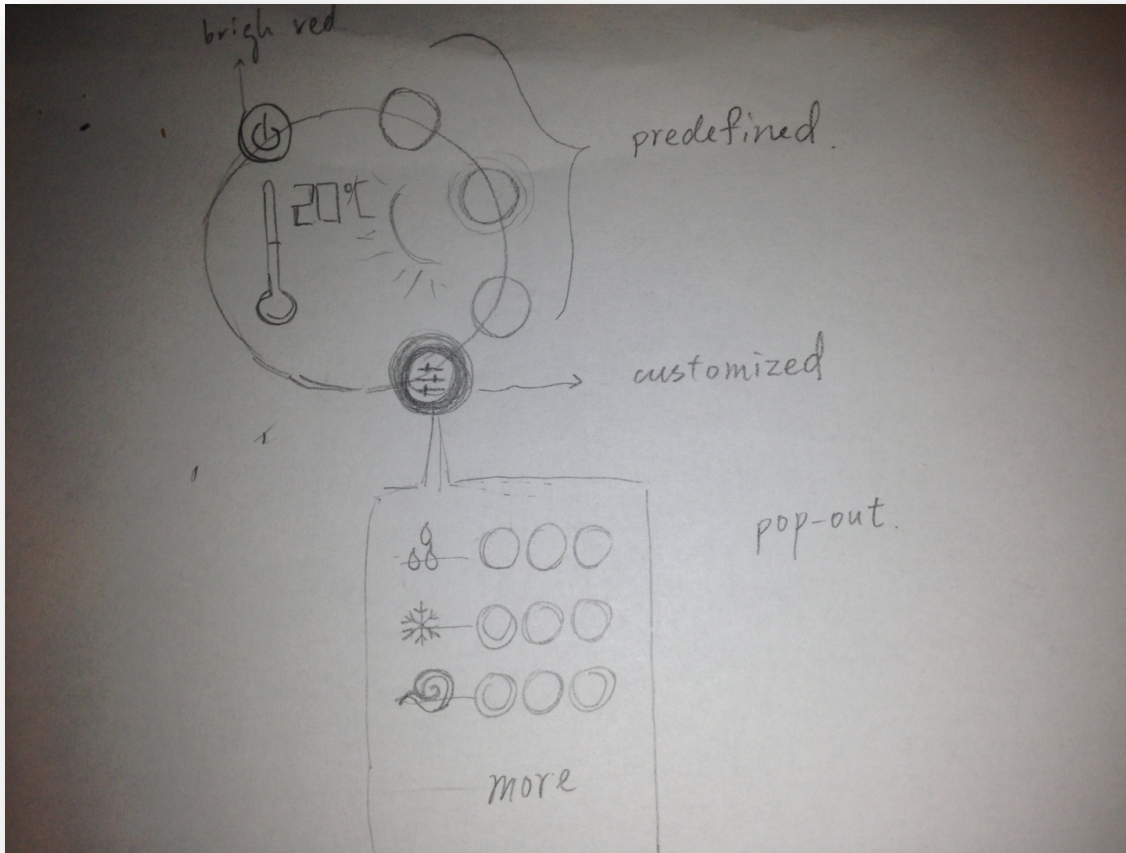 brigh red
predefined.
20°C
customized
pop-out.
more